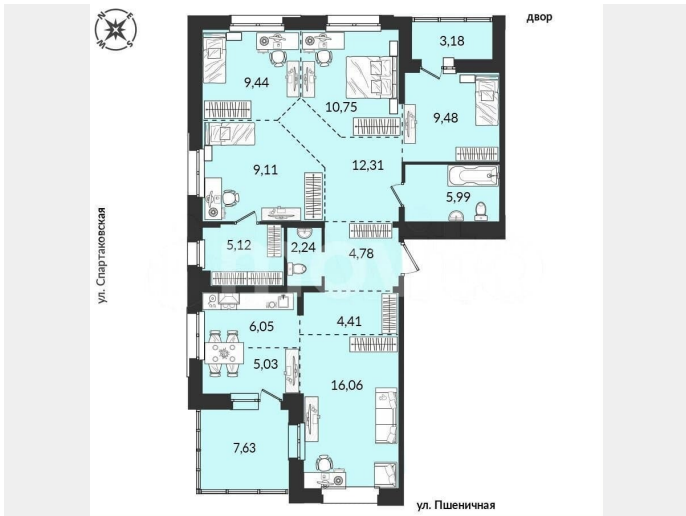 N
E
S
W
двор
3,18
9,44
10,75
9,48
9,11
12,31
5,99
ул. Спартаковская
5,12
2,24
4,78
6,05
4,41
5,03
16,06
7,63
ул. Пшеничная